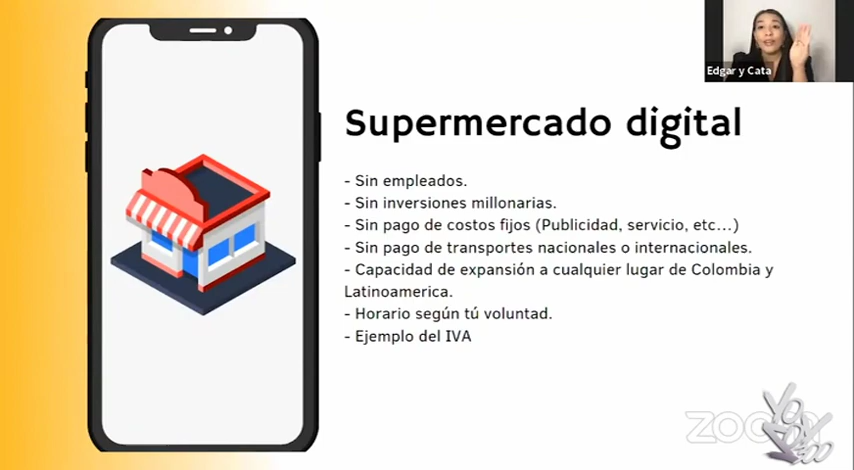 Edgar y Cata
Supermercado digital
- Sin empleados.
- Sin inversiones millonarias.
- Sin pago de costos fijos (Publicidad, servicio, etc...)
- Sin pago de transportes nacionales o internacionales.
- Capacidad de expansión a cualquier lugar de Colombia y
Latinoamerica.
- Horario según tú voluntad.
- Ejemplo del IVA
zoom